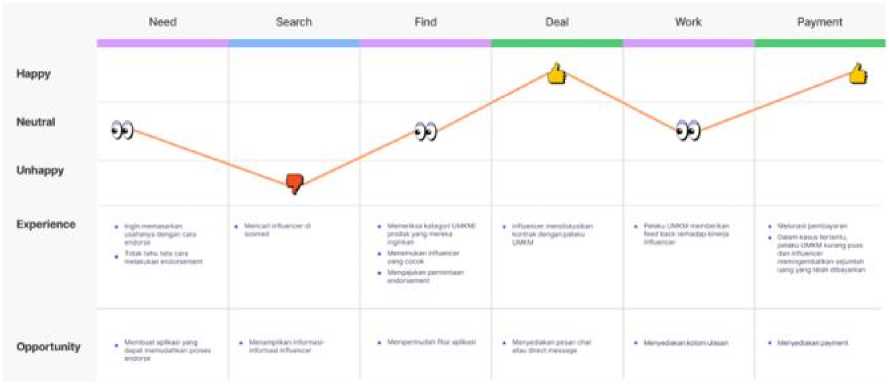 Need Search Find Deal Work Payment
Happy
Neutral
Unhappy
Experience
Ingin memasarkan
usahanya dengan cara
endorse
Tidak tahu tata cara
melakukan endorsement
Mencari influencer di
sosmed
Memeriksa kategori UMKM/
produk yang mereka
inginkan
Menemukan influencer
yang cocok
Mengajukan permintaan
endorsement
Influencer mendiskusikan
kontrak dengan pelaku
UMKM
Pelaku UMKM memberikan
feed back terhadap kinerja
influencer
Melunasi pembayaran
Dalam kasus tertentu,
pelaku UMKM kurang puas
dan influencer
mengembalikan sejumlah
uang yang telah dibayarkan
Opportunity
Membuat aplikasi yang
dapat memudahkan proses
endorse
Menampilkan informasi-
informasi influencer
Mempermudah fitur aplikasi
Menyediakan pesan chat
atau direct message
Menyediakan kolom ulasan
Menyediakan payment